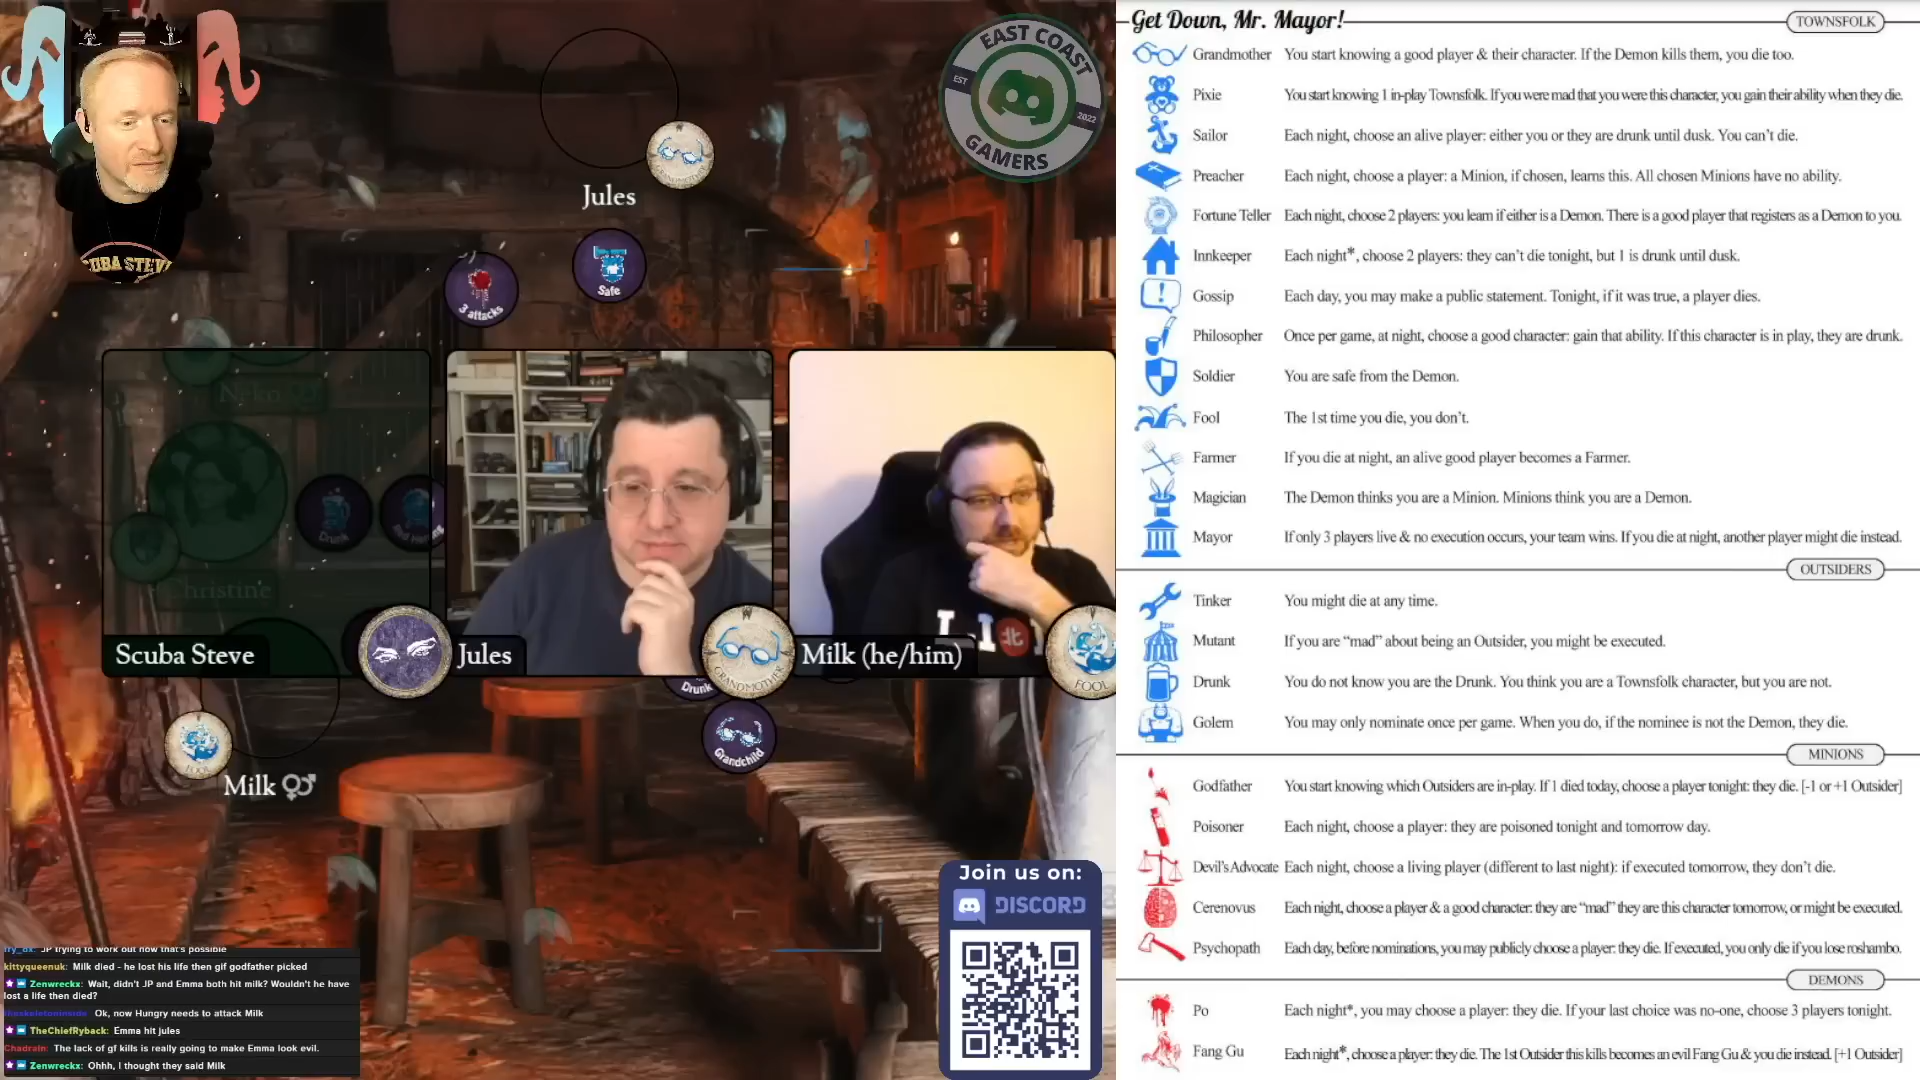 EAST COAST
EST
2022
GAMERS
SCUBA STEVE
GRANDMOTHER
Jules
3 attacks
Safe
Neko
Drunk
Christine
Scuba Steve
Jules
GRANDMOTHER
Milk (he/him)
FOOL
Drunk
Grandchild
FOOL
Milk
Join us on:
DISCORD
JP trying to work out how that's possible
kittyqueenuk: Milk died - he lost his life then gif godfather picked
Zenwreckx: Wait, didn't JP and Emma both hit milk? Wouldn't he have
lost a life then died?
Ok, now Hungry needs to attack Milk
TheChiefRyback: Emma hit jules
Chadrain: The lack of gf kills is really going to make Emma look evil.
Zenwreckx: Ohhh, I thought they said Milk
Get Down, Mr. Mayor!
TOWNSFOLK
Grandmother You start knowing a good player & their character. If the Demon kills them, you die too.
Pixie You start knowing 1 in-play Townsfolk. If you were mad that you were this character, you gain their ability when they die.
Sailor Each night, choose an alive player: either you or they are drunk until dusk. You can't die.
Preacher Each night, choose a player: a Minion, if chosen, learns this. All chosen Minions have no ability.
Fortune Teller Each night, choose 2 players: you learn if either is a Demon. There is a good player that registers as a Demon to you.
Innkeeper Each night*, choose 2 players: they can't die tonight, but 1 is drunk until dusk.
Gossip Each day, you may make a public statement. Tonight, if it was true, a player dies.
Philosopher Once per game, at night, choose a good character: gain that ability. If this character is in play, they are drunk.
Soldier You are safe from the Demon.
Fool The 1st time you die, you don't.
Farmer If you die at night, an alive good player becomes a Farmer.
Magician The Demon thinks you are a Minion. Minions think you are a Demon.
Mayor If only 3 players live & no execution occurs, your team wins. If you die at night, another player might die instead.
OUTSIDERS
Tinker You might die at any time.
Mutant If you are “mad” about being an Outsider, you might be executed.
Drunk You do not know you are the Drunk. You think you are a Townsfolk character, but you are not.
Golem You may only nominate once per game. When you do, if the nominee is not the Demon, they die.
MINIONS
Godfather You start knowing which Outsiders are in-play. If 1 died today, choose a player tonight: they die. [-1 or +1 Outsider]
Poisoner Each night, choose a player: they are poisoned tonight and tomorrow day.
Devil's Advocate Each night, choose a living player (different to last night): if executed tomorrow, they don't die.
Cerenovus Each night, choose a player & a good character: they are “mad” they are this character tomorrow, or might be executed.
Psychopath Each day, before nominations, you may publicly choose a player: they die. If executed, you only die if you lose roshambo.
DEMONS
Po Each night*, you may choose a player: they die. If your last choice was no-one, choose 3 players tonight.
Fang Gu Each night*, choose a player: they die. The 1st Outsider this kills becomes an evil Fang Gu & you die instead. [+1 Outsider]